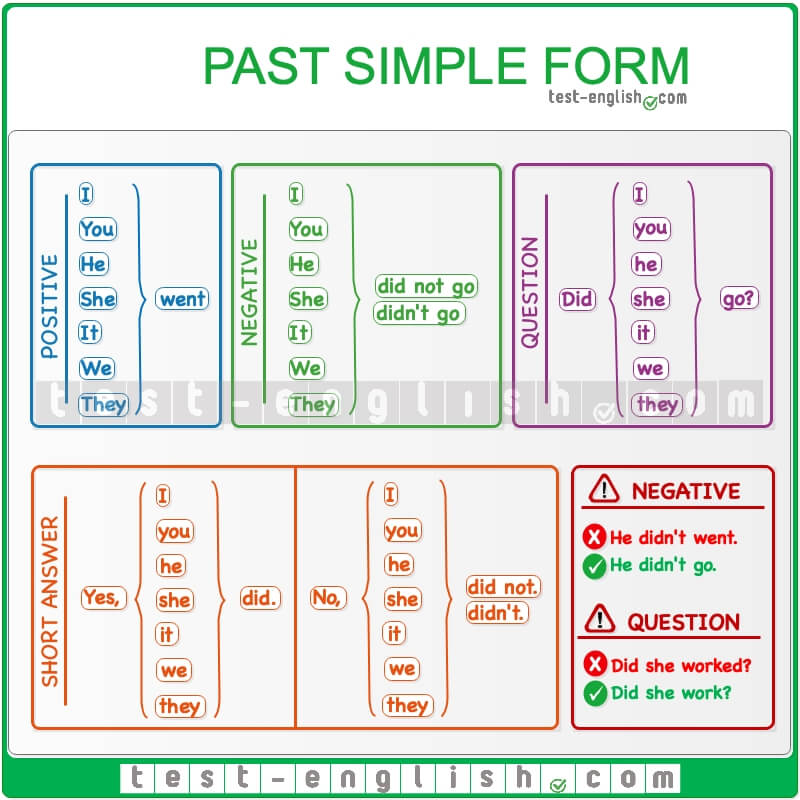 PAST SIMPLE FORM
test-english.com
POSITIVE
I
You
He
She
It
We
They
went
NEGATIVE
I
You
He
She
It
We
They
did not go
didn't go
QUESTION
Did
I
you
he
she
it
we
they
go?
test-english.com
SHORT ANSWER
Yes,
I
you
he
she
it
we
they
did.
No,
I
you
he
she
it
we
they
did not.
didn't.
NEGATIVE
He didn't went.
He didn't go.
QUESTION
Did she worked?
Did she work?
test-english.com